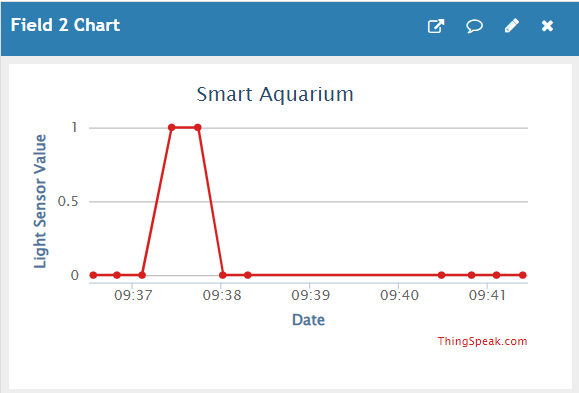 Field 2 Chart
Smart Aquarium
Light Sensor Value
1
0.5
0
09:37 09:38 09:39 09:40 09:41
Date
ThingSpeak.com